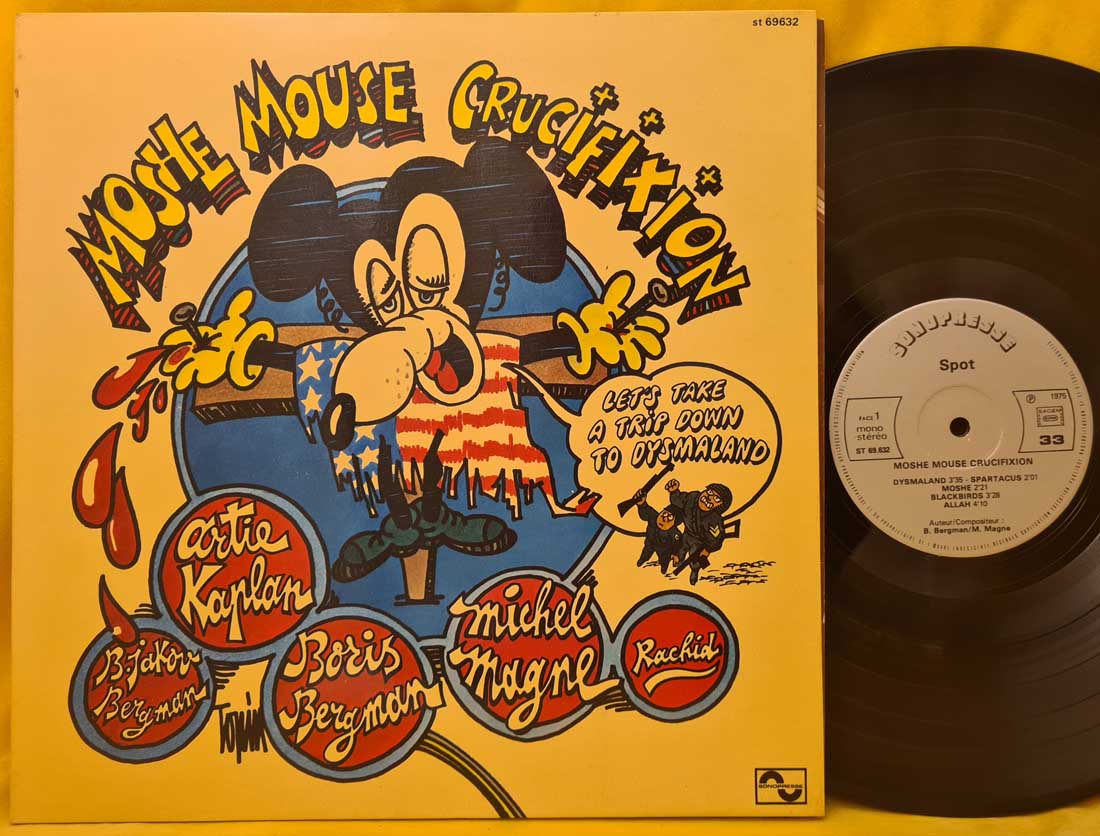 st 69632
MOSHE MOUSE CRUCIFIXION
LET'S TAKE
A TRIP DOWN
TO DYSMALAND
artie
Kaplan
B. Jakov
Bergman
Boris
Bergman
michel
magne
Rachid
Topin
SONOPRESSE
SONOPRESSE
Spot
FACE 1
mono
stéréo
ST 69.632
℗ 1975
SACEM
33
MOSHE MOUSE CRUCIFIXION
DYSMALAND 3'35 - SPARTACUS 2'01
MOSHE 2'21
BLACKBIRDS 3'28
ALLAH 4'10
Auteur/Compositeur :
B. Bergman/M. Magne